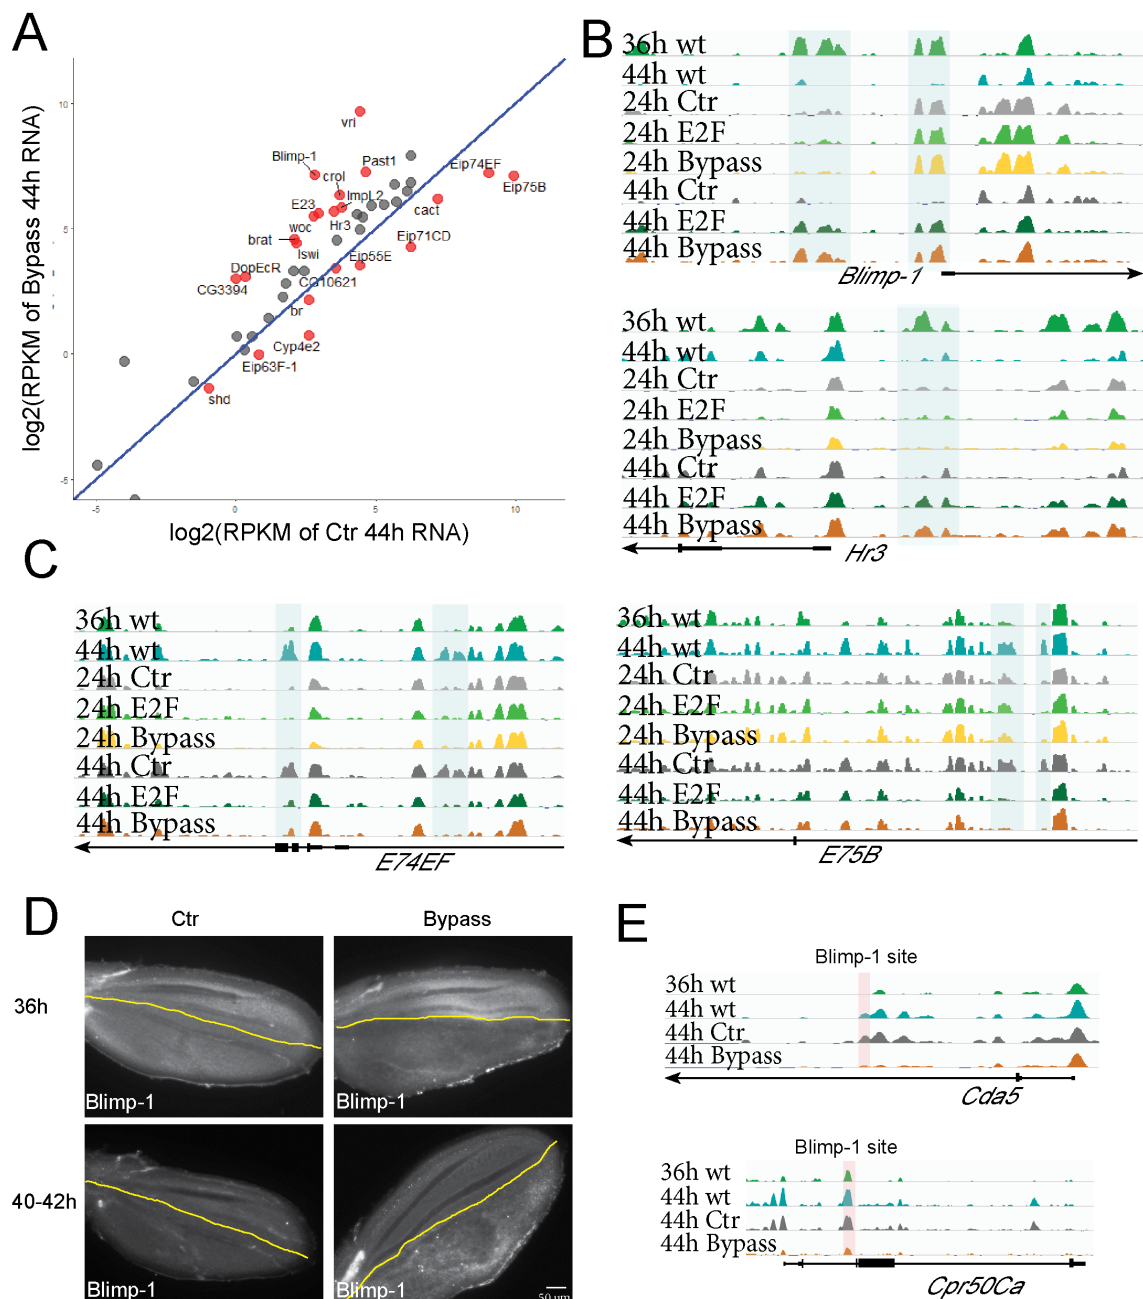 A
log2(RPKM of Bypass 44h RNA)
10
5
0
-5
vri
Blimp-1
Past1
crol
Eip74EF
Eip75B
ImpL2
E23
cact
Hr3
woc
Eip71CD
brat
Iswi
Eip55E
DopEcR
CG10621
CG3394
br
Cyp4e2
Eip63F-1
shd
-5
0
5
10
log2(RPKM of Ctr 44h RNA)
B
36h wt
44h wt
24h Ctr
24h E2F
24h Bypass
44h Ctr
44h E2F
44h Bypass
Blimp-1
36h wt
44h wt
24h Ctr
24h E2F
24h Bypass
44h Ctr
44h E2F
44h Bypass
Hr3
C
36h wt
44h wt
24h Ctr
24h E2F
24h Bypass
44h Ctr
44h E2F
44h Bypass
E74EF
36h wt
44h wt
24h Ctr
24h E2F
24h Bypass
44h Ctr
44h E2F
44h Bypass
E75B
D
Ctr
Bypass
36h
Blimp-1
Blimp-1
40-42h
Blimp-1
Blimp-1
50 µm
E
Blimp-1 site
36h wt
44h wt
44h Ctr
44h Bypass
Cda5
Blimp-1 site
36h wt
44h wt
44h Ctr
44h Bypass
Cpr50Ca